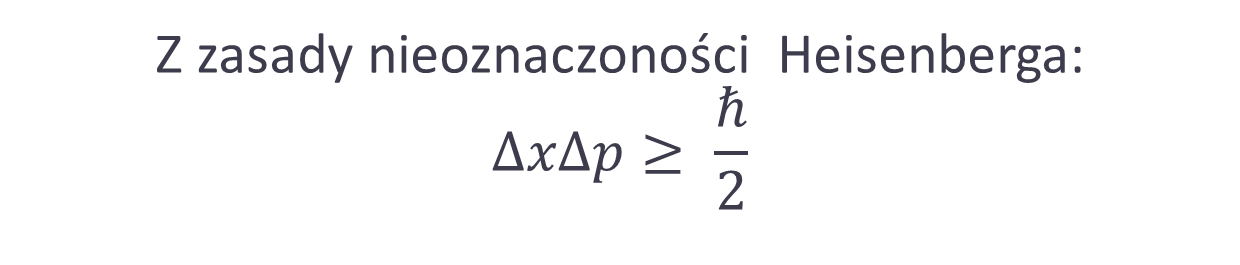 Z zasady nieoznaczoności  Heisenberga:
ΔxΔp ≥ ħ/2